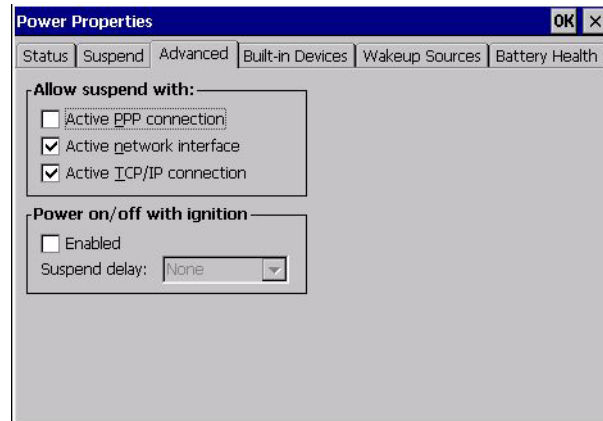 Power Properties OK ×
Status Suspend Advanced Built-in Devices Wakeup Sources Battery Health
Allow suspend with:
Active PPP connection
Active network interface
Active TCP/IP connection
Power on/off with ignition
Enabled
Suspend delay: None